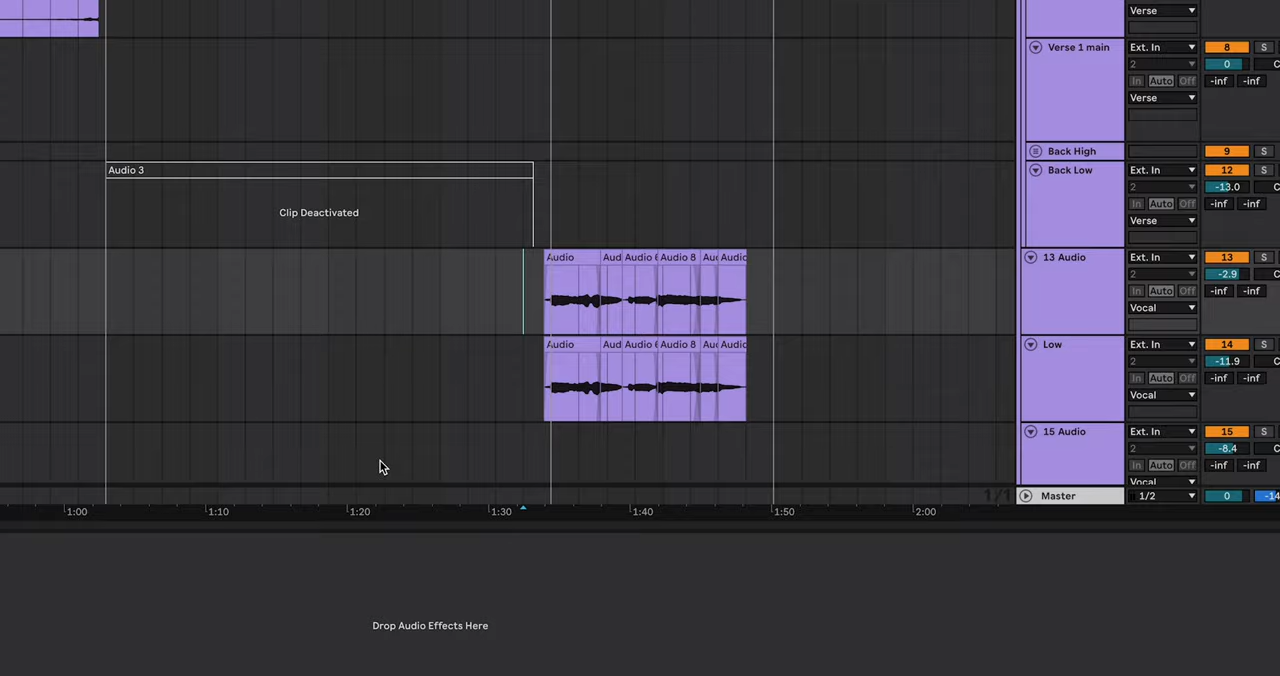 Verse
Verse 1 main Ext. In 8 S
2 0 C
In Auto Off -inf -inf
Verse
Back High 9 S
Audio 3 Back Low Ext. In 12 S
2 -13.0 C
In Auto Off -inf -inf
Clip Deactivated Verse
Audio Aud Audio 6 Audio 8 Auc Audio 13 Audio Ext. In 13 S
2 -2.9 C
In Auto Off -inf -inf
Vocal
Audio Aud Audio 6 Audio 8 Auc Audio Low Ext. In 14 S
2 -11.9 C
In Auto Off -inf -inf
Vocal
15 Audio Ext. In 15 S
2 -8.4 C
In Auto Off -inf -inf
Vocal
1/1 Master 1/2 0 -14
1:00 1:10 1:20 1:30 1:40 1:50 2:00
Drop Audio Effects Here